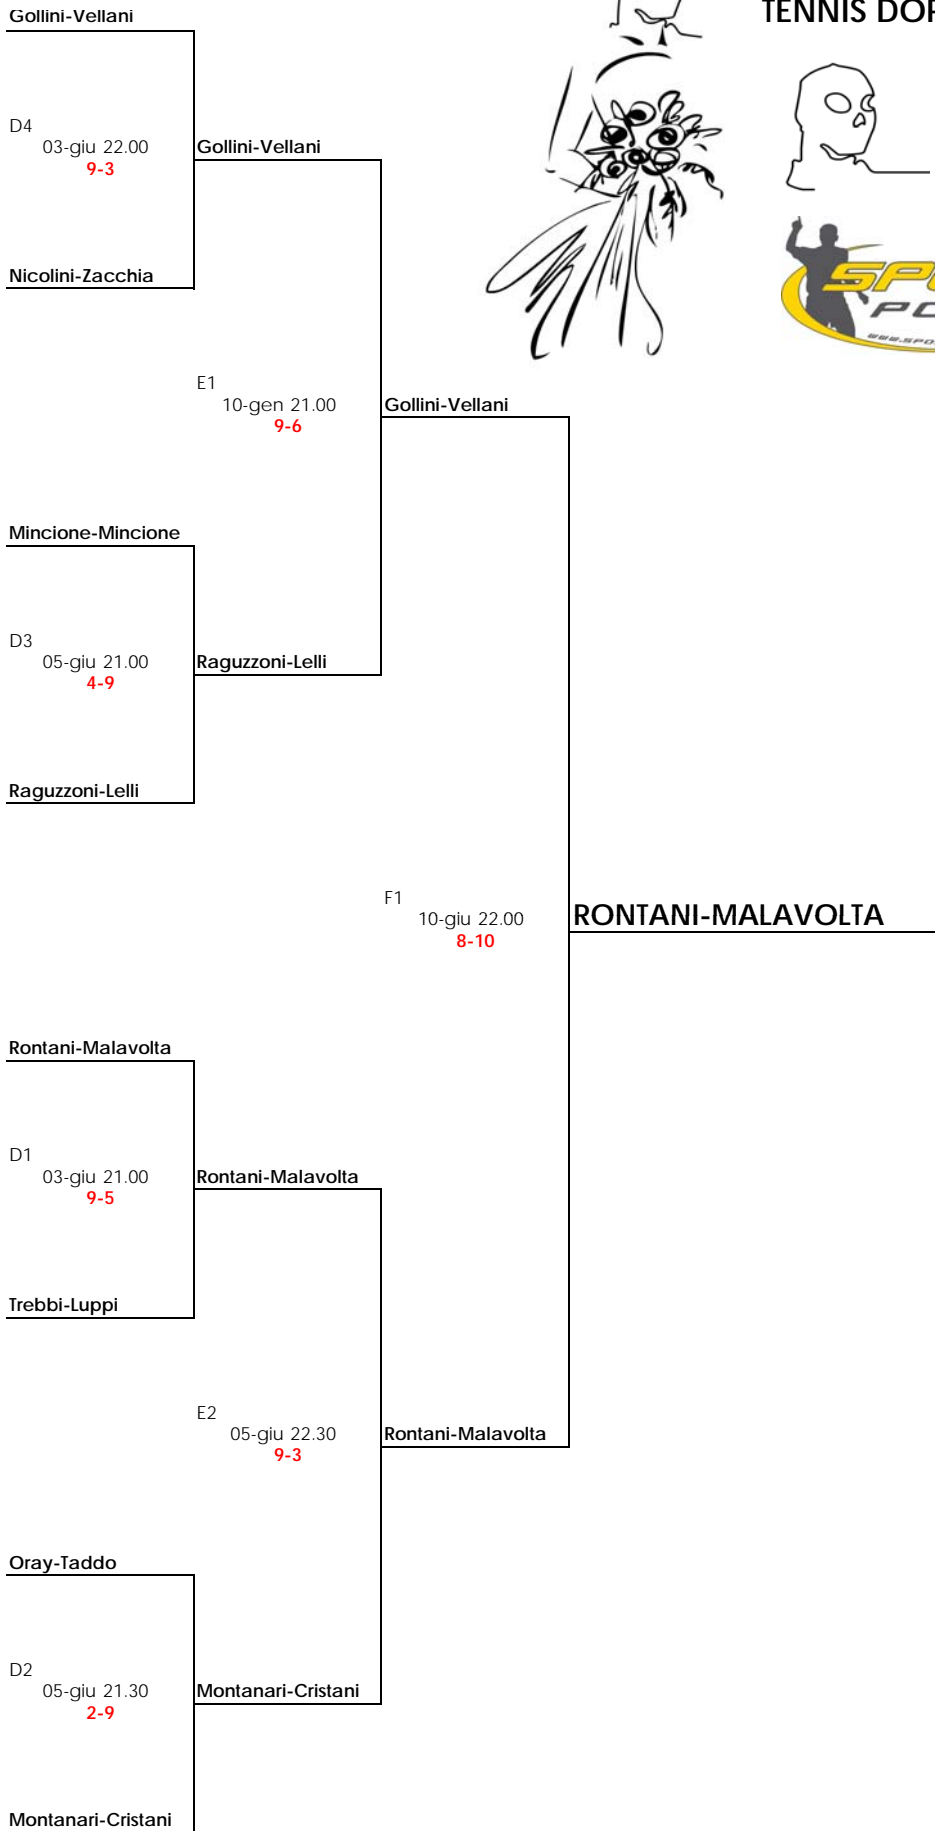 Gollini-Vellani
TENNIS
D4
03-giu 22.00
9-3
Gollini-Vellani
Nicolini-Zacchia
E1
10-gen 21.00
9-6
Gollini-Vellani
Mincione-Mincione
D3
05-giu 21.00
4-9
Raguzzoni-Lelli
Raguzzoni-Lelli
F1
10-giu 22.00
8-10
RONTANI-MALAVOLTA
Rontani-Malavolta
D1
03-giu 21.00
9-5
Rontani-Malavolta
Trebbi-Luppi
E2
05-giu 22.30
9-3
Rontani-Malavolta
Oray-Taddo
D2
05-giu 21.30
2-9
Montanari-Cristani
Montanari-Cristani